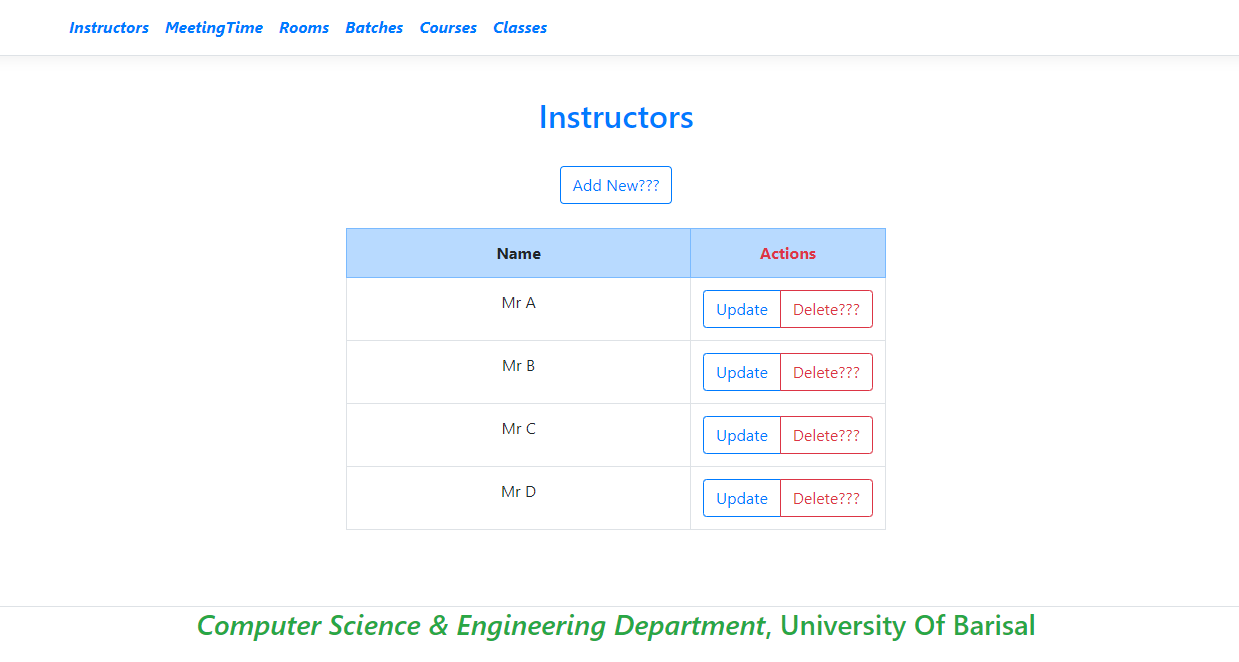 Instructors MeetingTime Rooms Batches Courses Classes
Instructors
Add New???
Name Actions
Mr A Update Delete???
Mr B Update Delete???
Mr C Update Delete???
Mr D Update Delete???
Computer Science & Engineering Department, University Of Barisal